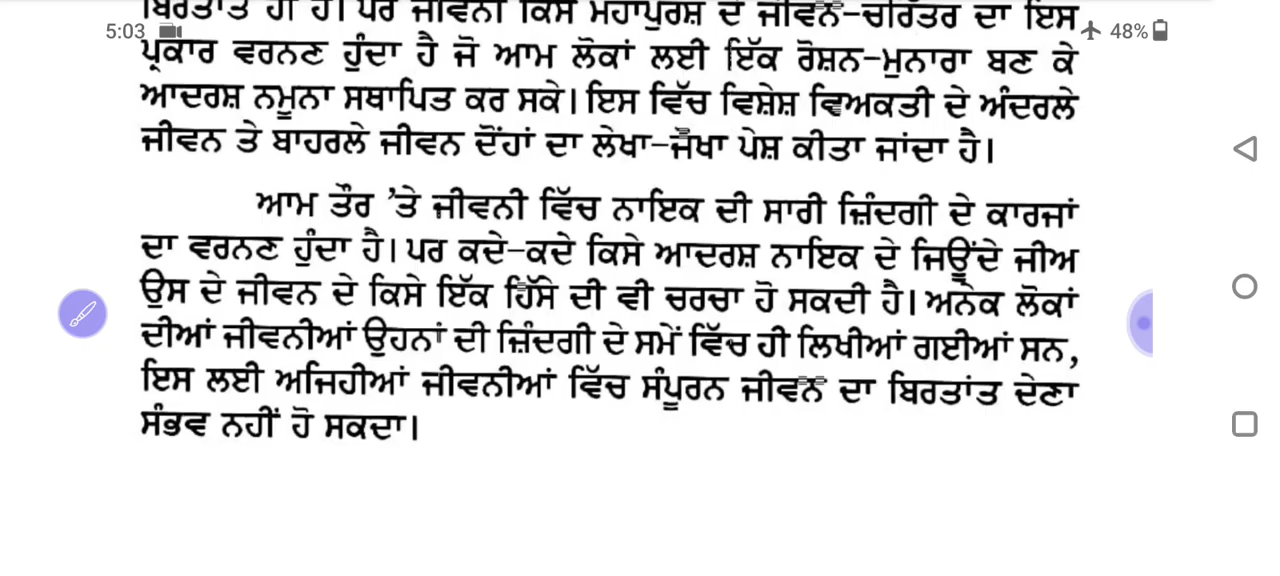 ਬਿਰਤਾਂਤ ਹੀ ਹੈ। ਪਰ ਜੀਵਨੀ ਕਿਸੇ ਮਹਾਂਪੁਰਸ਼ ਦੇ ਜੀਵਨ-ਚਰਿੱਤਰ ਦਾ ਇਸ
5:03
48%
ਪ੍ਰਕਾਰ ਵਰਨਣ ਹੁੰਦਾ ਹੈ ਜੋ ਆਮ ਲੋਕਾਂ ਲਈ ਇੱਕ ਰੋਸ਼ਨ-ਮੁਨਾਰਾ ਬਣ ਕੇ
ਆਦਰਸ਼ ਨਮੂਨਾ ਸਥਾਪਿਤ ਕਰ ਸਕੇ। ਇਸ ਵਿੱਚ ਵਿਸ਼ੇਸ਼ ਵਿਅਕਤੀ ਦੇ ਅੰਦਰਲੇ
ਜੀਵਨ ਤੇ ਬਾਹਰਲੇ ਜੀਵਨ ਦੋਂਹਾਂ ਦਾ ਲੇਖਾ-ਜੋਖਾ ਪੇਸ਼ ਕੀਤਾ ਜਾਂਦਾ ਹੈ।
ਆਮ ਤੌਰ ’ਤੇ ਜੀਵਨੀ ਵਿੱਚ ਨਾਇਕ ਦੀ ਸਾਰੀ ਜ਼ਿੰਦਗੀ ਦੇ ਕਾਰਜਾਂ
ਦਾ ਵਰਨਣ ਹੁੰਦਾ ਹੈ। ਪਰ ਕਦੇ-ਕਦੇ ਕਿਸੇ ਆਦਰਸ਼ ਨਾਇਕ ਦੇ ਜਿਊਂਦੇ ਜੀਅ
ਉਸ ਦੇ ਜੀਵਨ ਦੇ ਕਿਸੇ ਇੱਕ ਹਿੱਸੇ ਦੀ ਵੀ ਚਰਚਾ ਹੋ ਸਕਦੀ ਹੈ। ਅਨੇਕ ਲੋਕਾਂ
ਦੀਆਂ ਜੀਵਨੀਆਂ ਉਹਨਾਂ ਦੀ ਜ਼ਿੰਦਗੀ ਦੇ ਸਮੇਂ ਵਿੱਚ ਹੀ ਲਿਖੀਆਂ ਗਈਆਂ ਸਨ,
ਇਸ ਲਈ ਅਜਿਹੀਆਂ ਜੀਵਨੀਆਂ ਵਿੱਚ ਸੰਪੂਰਨ ਜੀਵਨ ਦਾ ਬਿਰਤਾਂਤ ਦੇਣਾ
ਸੰਭਵ ਨਹੀਂ ਹੋ ਸਕਦਾ।